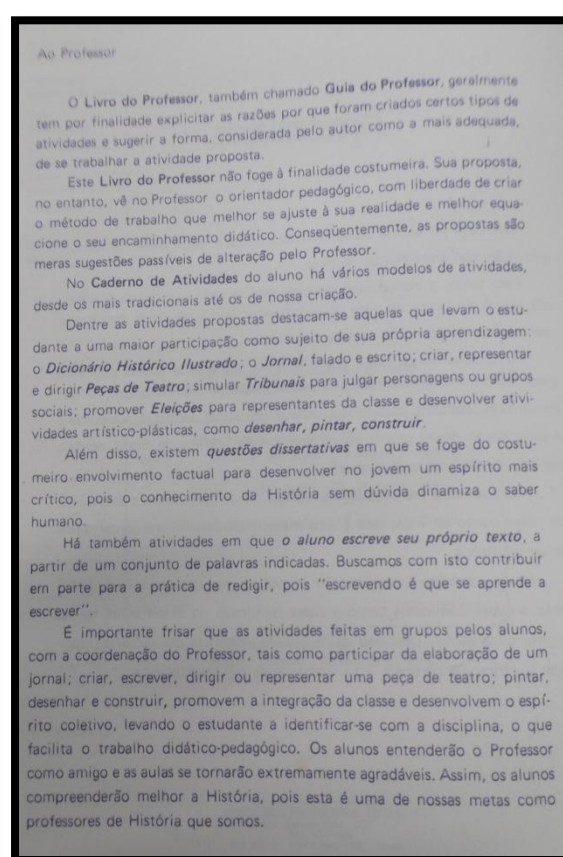 Ao Professor
O Livro do Professor, também chamado Guia do Professor, geralmente
tem por finalidade explicitar as razões por que foram criados certos tipos de
atividades e sugerir a forma, considerada pelo autor como a mais adequada,
de se trabalhar a atividade proposta.
Este Livro do Professor não foge à finalidade costumeira. Sua proposta,
no entanto, vê no Professor o orientador pedagógico, com liberdade de criar
o método de trabalho que melhor se ajuste à sua realidade e melhor equa-
cione o seu encaminhamento didático. Conseqüentemente, as propostas são
meras sugestões passíveis de alteração pelo Professor.
No Caderno de Atividades do aluno há vários modelos de atividades,
desde os mais tradicionais até os de nossa criação.
Dentre as atividades propostas destacam-se aquelas que levam o estu-
dante a uma maior participação como sujeito de sua própria aprendizagem:
o Dicionário Histórico Ilustrado; o Jornal, falado e escrito; criar, representar
e dirigir Peças de Teatro; simular Tribunais para julgar personagens ou grupos
sociais; promover Eleições para representantes da classe e desenvolver ativi-
vidades artístico-plásticas, como desenhar, pintar, construir.
Além disso, existem questões dissertativas em que se foge do costu-
meiro envolvimento factual para desenvolver no jovem um espírito mais
crítico, pois o conhecimento da História sem dúvida dinamiza o saber
humano.
Há também atividades em que o aluno escreve seu próprio texto, a
partir de um conjunto de palavras indicadas. Buscamos com isto contribuir
em parte para a prática de redigir, pois "escrevendo é que se aprende a
escrever".
É importante frisar que as atividades feitas em grupos pelos alunos,
com a coordenação do Professor, tais como participar da elaboração de um
jornal; criar, escrever, dirigir ou representar uma peça de teatro; pintar,
desenhar e construir, promovem a integração da classe e desenvolvem o espí-
rito coletivo, levando o estudante a identificar-se com a disciplina, o que
facilita o trabalho didático-pedagógico. Os alunos entenderão o Professor
como amigo e as aulas se tornarão extremamente agradáveis. Assim, os alunos
compreenderão melhor a História, pois esta é uma de nossas metas como
professores de História que somos.